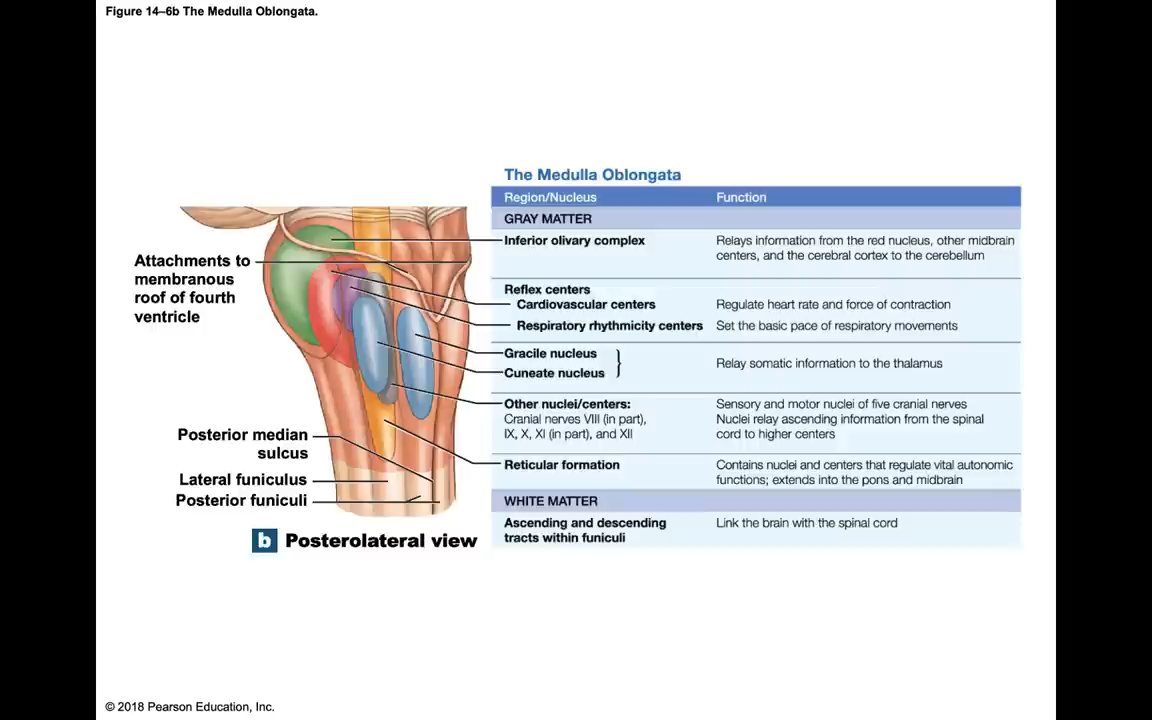 Figure 14–6b The Medulla Oblongata.
Attachments to
membranous
roof of fourth
ventricle
Posterior median
sulcus
Lateral funiculus
Posterior funiculi
b Posterolateral view
The Medulla Oblongata
Region/Nucleus Function
GRAY MATTER
Inferior olivary complex Relays information from the red nucleus, other midbrain
centers, and the cerebral cortex to the cerebellum
Reflex centers
Cardiovascular centers Regulate heart rate and force of contraction
Respiratory rhythmicity centers Set the basic pace of respiratory movements
Gracile nucleus
Relay somatic information to the thalamus
Cuneate nucleus
Other nuclei/centers: Sensory and motor nuclei of five cranial nerves
Cranial nerves VIII (in part), Nuclei relay ascending information from the spinal
IX, X, XI (in part), and XII cord to higher centers
Reticular formation Contains nuclei and centers that regulate vital autonomic
functions; extends into the pons and midbrain
WHITE MATTER
Ascending and descending Link the brain with the spinal cord
tracts within funiculi
© 2018 Pearson Education, Inc.